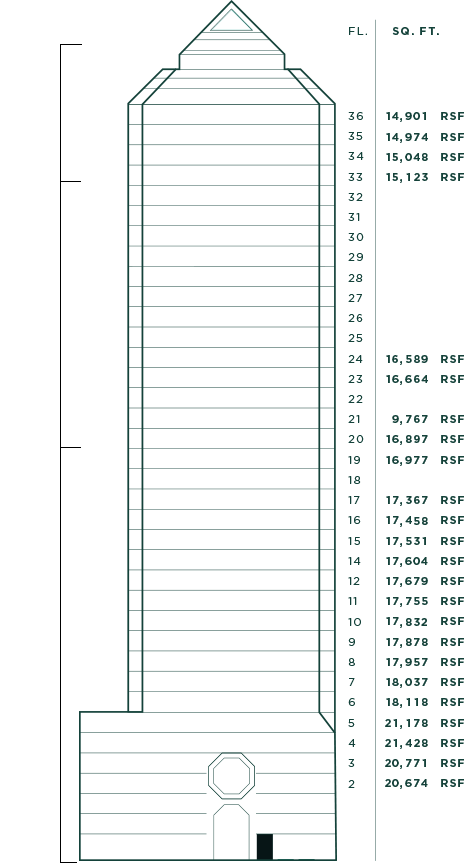 FL. SQ. FT.
36 14,901 RSF
35 14,974 RSF
34 15,048 RSF
33 15,123 RSF
32
31
30
29
28
27
26
25
24 16,589 RSF
23 16,664 RSF
22
21 9,767 RSF
20 16,897 RSF
19 16,977 RSF
18
17 17,367 RSF
16 17,458 RSF
15 17,531 RSF
14 17,604 RSF
12 17,679 RSF
11 17,755 RSF
10 17,832 RSF
9 17,878 RSF
8 17,957 RSF
7 18,037 RSF
6 18,118 RSF
5 21,178 RSF
4 21,428 RSF
3 20,771 RSF
2 20,674 RSF